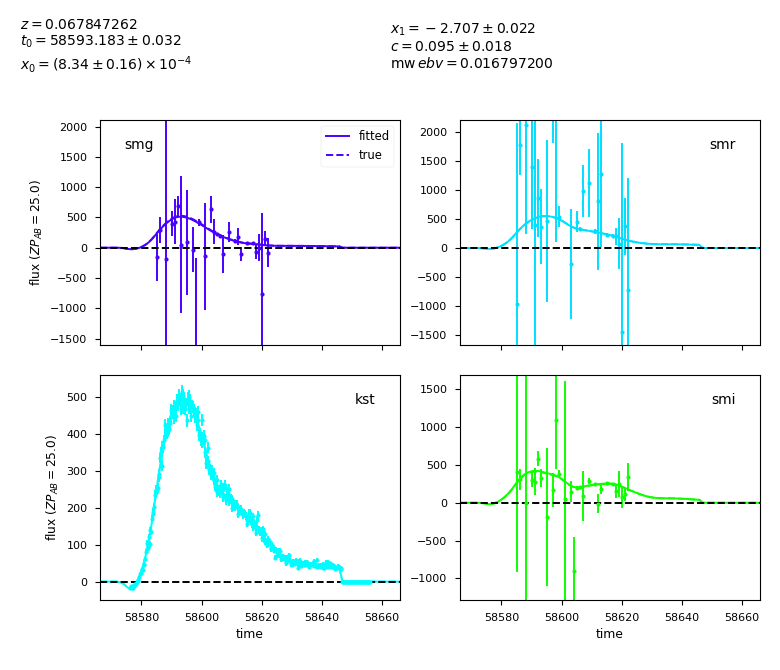 z = 0.067847262
t₀ = 58593.183 ± 0.032
x₀ = (8.34 ± 0.16) × 10⁻⁴
x₁ = −2.707 ± 0.022
c = 0.095 ± 0.018
mw ebv = 0.016797200
smg
fitted
true
2000
1500
1000
500
0
−500
−1000
−1500
flux (ZP_AB = 25.0)
smr
2000
1500
1000
500
0
−500
−1000
−1500
kst
500
400
300
200
100
0
flux (ZP_AB = 25.0)
58580 58600 58620 58640 58660
time
smi
1500
1000
500
0
−500
−1000
58580 58600 58620 58640 58660
time